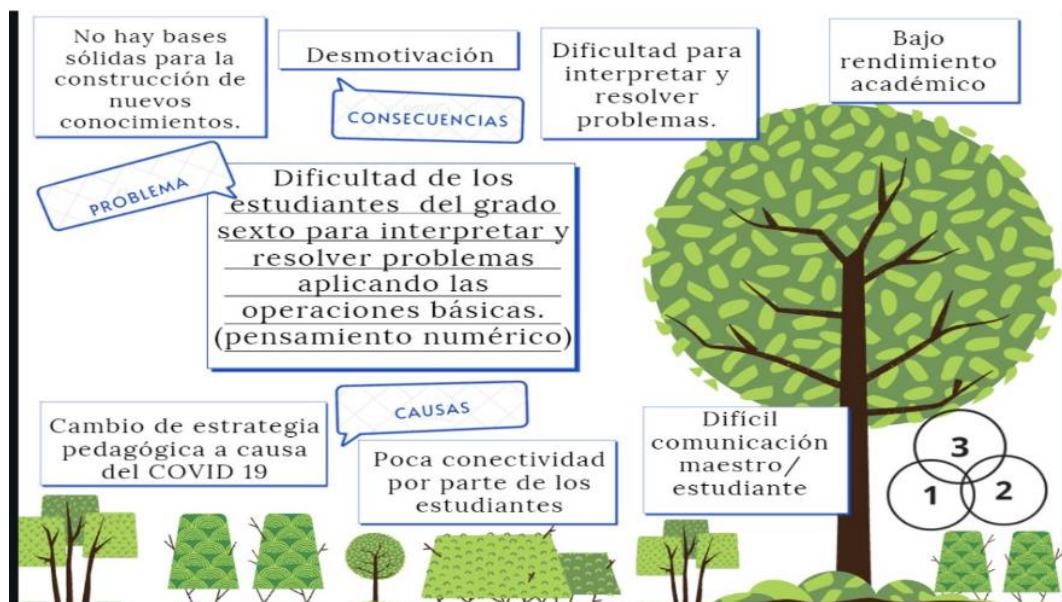 No hay bases
sólidas para la
construcción de
nuevos
conocimientos.
Desmotivación
CONSECUENCIAS
Dificultad para
interpretar y
resolver
problemas.
Bajo
rendimiento
académico
PROBLEMA
Dificultad de los
estudiantes del grado
sexto para interpretar y
resolver problemas
aplicando las
operaciones básicas.
(pensamiento numérico)
CAUSAS
Cambio de estrategia
pedagógica a causa
del COVID 19
Poca conectividad
por parte de los
estudiantes
Difícil
comunicación
maestro/
estudiante
3
1 2